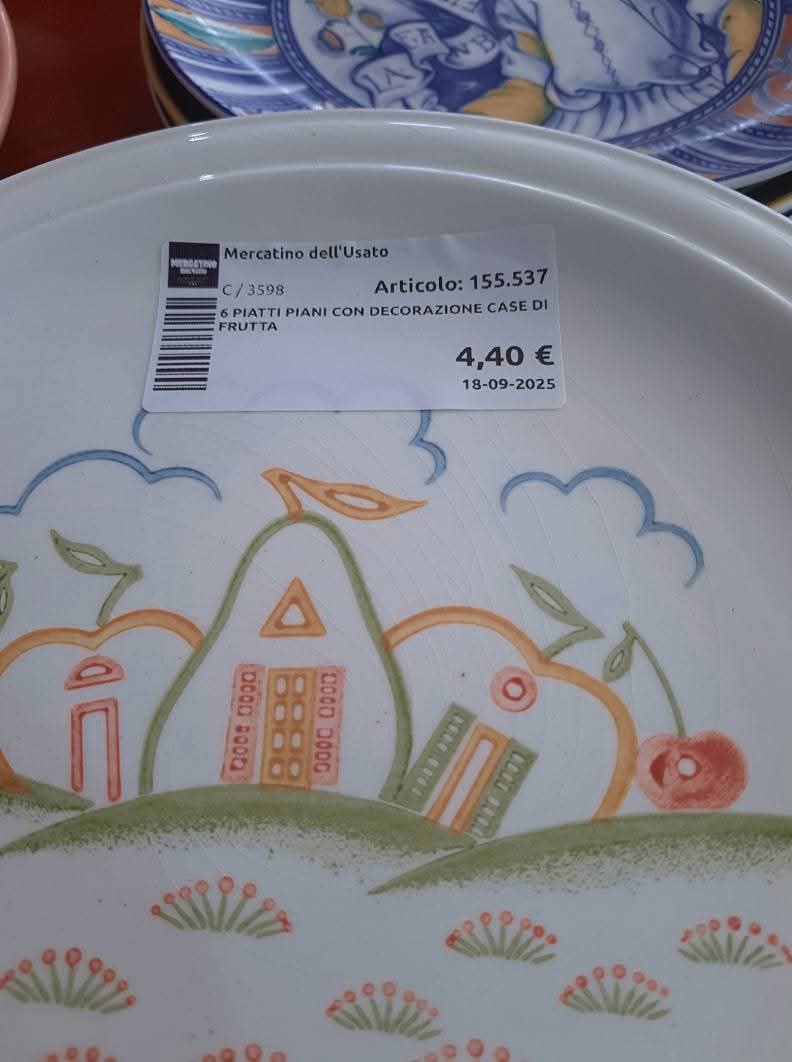 Mercatino dell'Usato
MERCATINO
C / 3598
Articolo: 155.537
6 PIATTI PIANI CON DECORAZIONE CASE DI
FRUTTA
4,40 €
18-09-2025